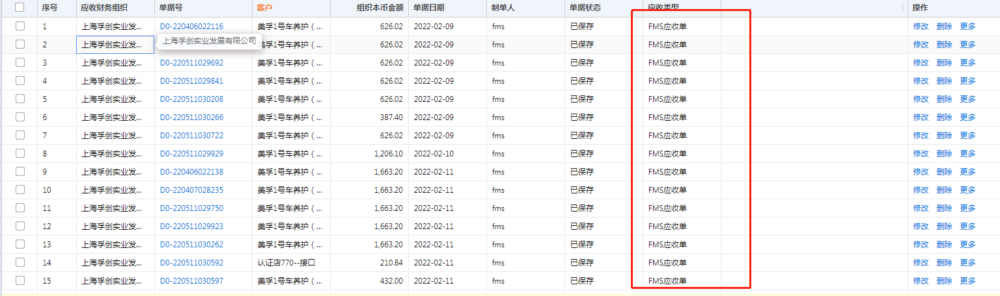 序号 应收财务组织 单据号 客户 组织本币金额 单据日期 制单人 单据状态 应收类型 操作
1 上海孚创实业发... D0-220406022116 美孚1号车养护（... 626.02 2022-02-09 fms 已保存 FMS应收单 修改 删除 更多
2 上海孚创实业发... 上海孚创实业发展有限公司 美孚1号车养护（... 626.02 2022-02-09 fms 已保存 FMS应收单 修改 删除 更多
3 上海孚创实业发... D0-220511029692 美孚1号车养护（... 626.02 2022-02-09 fms 已保存 FMS应收单 修改 删除 更多
4 上海孚创实业发... D0-220511029841 美孚1号车养护（... 626.02 2022-02-09 fms 已保存 FMS应收单 修改 删除 更多
5 上海孚创实业发... D0-220511030208 美孚1号车养护（... 626.02 2022-02-09 fms 已保存 FMS应收单 修改 删除 更多
6 上海孚创实业发... D0-220511030266 美孚1号车养护（... 387.40 2022-02-09 fms 已保存 FMS应收单 修改 删除 更多
7 上海孚创实业发... D0-220511030722 美孚1号车养护（... 626.02 2022-02-09 fms 已保存 FMS应收单 修改 删除 更多
8 上海孚创实业发... D0-220511029929 美孚1号车养护（... 1,206.10 2022-02-10 fms 已保存 FMS应收单 修改 删除 更多
9 上海孚创实业发... D0-220406022138 美孚1号车养护（... 1,663.20 2022-02-11 fms 已保存 FMS应收单 修改 删除 更多
10 上海孚创实业发... D0-220407028235 美孚1号车养护（... 1,663.20 2022-02-11 fms 已保存 FMS应收单 修改 删除 更多
11 上海孚创实业发... D0-220511029750 美孚1号车养护（... 1,663.20 2022-02-11 fms 已保存 FMS应收单 修改 删除 更多
12 上海孚创实业发... D0-220511029923 美孚1号车养护（... 1,663.20 2022-02-11 fms 已保存 FMS应收单 修改 删除 更多
13 上海孚创实业发... D0-220511030262 美孚1号车养护（... 1,663.20 2022-02-11 fms 已保存 FMS应收单 修改 删除 更多
14 上海孚创实业发... D0-220511030592 认证店770--接口 210.84 2022-02-11 fms 已保存 FMS应收单 修改 删除 更多
15 上海孚创实业发... D0-220511030597 美孚1号车养护（... 432.00 2022-02-11 fms 已保存 FMS应收单 修改 删除 更多